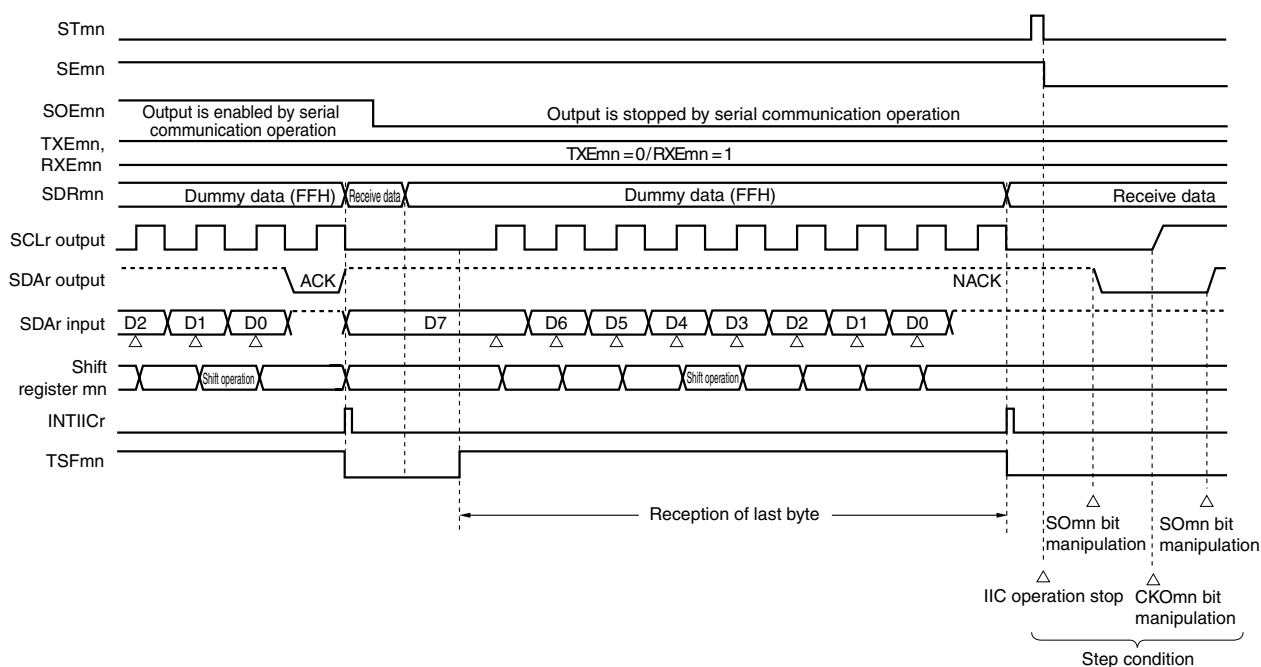 STmn
SEmn
SOEmn
Output is enabled by serial
communication operation
Output is stopped by serial communication operation
TXEmn,
RXEmn
TXEmn = 0 / RXEmn = 1
SDRmn
Dummy data (FFH)
Receive data
Dummy data (FFH)
Receive data
SCLr output
SDAr output
ACK
NACK
SDAr input
D2
D1
D0
D7
D6
D5
D4
D3
D2
D1
D0
Shift
register mn
Shift operation
Shift operation
INTIICr
TSFmn
Reception of last byte
SOmn bit
manipulation
SOmn bit
manipulation
IIC operation stop
CKOmn bit
manipulation
Step condition